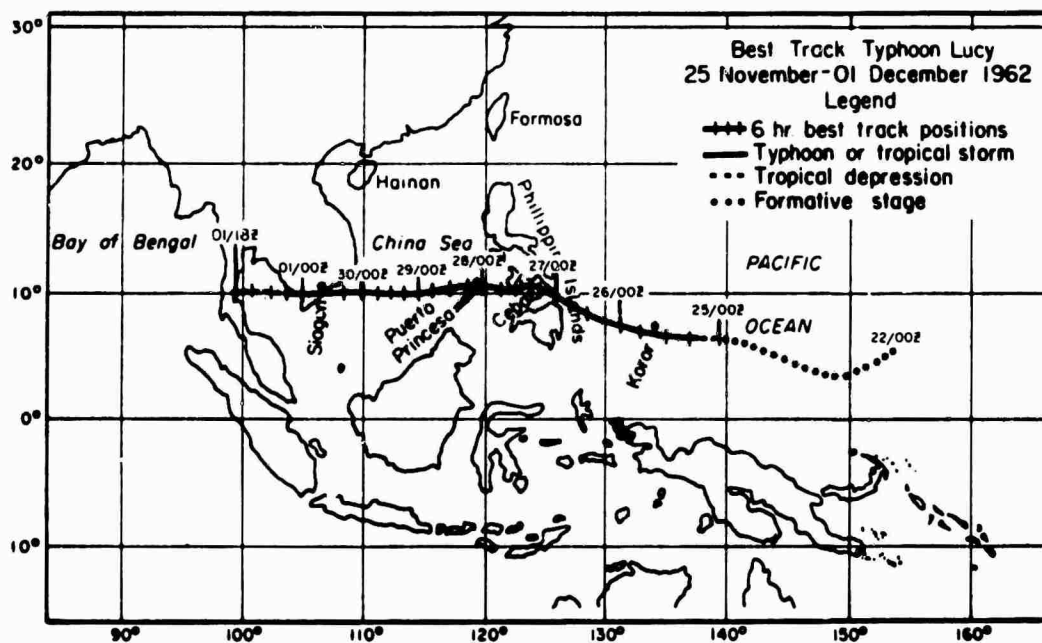 30°
20°
10°
0°
10°
90°
100°
110°
120°
130°
140°
150°
160°
Best Track Typhoon Lucy
25 November-01 December 1962
Legend
6 hr. best track positions
Typhoon or tropical storm
Tropical depression
Formative stage
Formosa
Hainan
Bay of Bengal
China Sea
Phillippine Islands
PACIFIC
OCEAN
01/18Z
01/00Z
30/00Z
29/00Z
28/00Z
27/00Z
26/00Z
25/00Z
22/00Z
Siagun
Puerto
Princesa
Koror